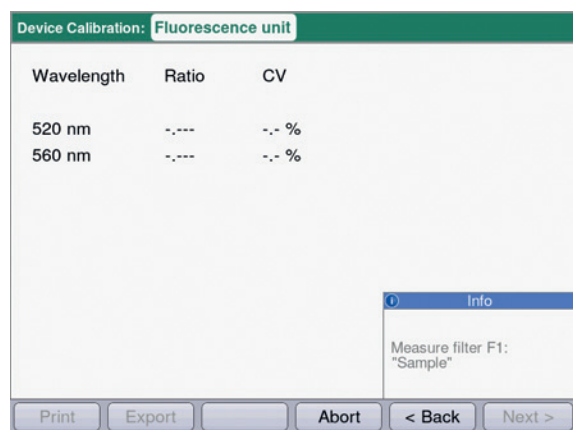 Device Calibration: Fluorescence unit
Wavelength Ratio CV
520 nm -.--- -.- %
560 nm -.--- -.- %
Info
Measure filter F1:
"Sample"
Print Export Abort < Back Next >